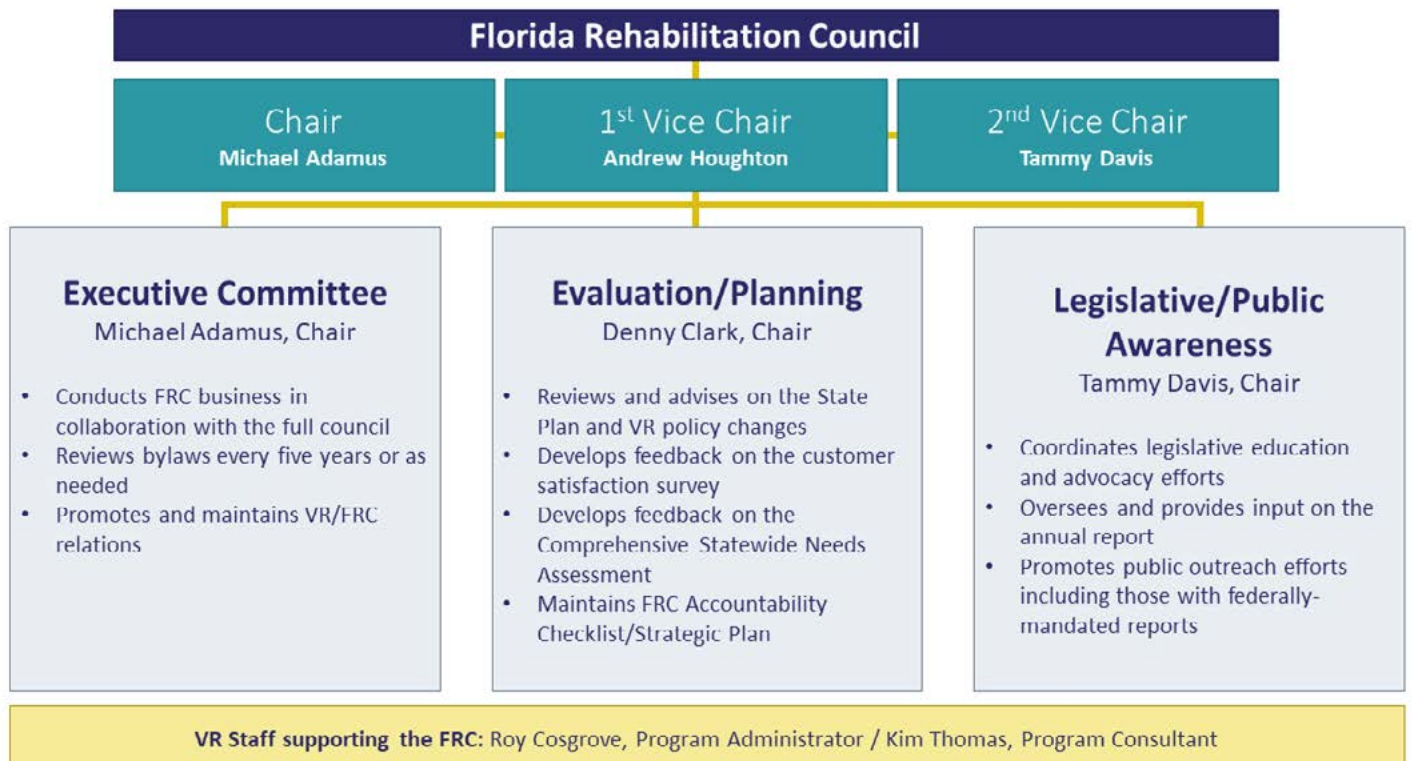 Florida Rehabilitation Council
Chair
Michael Adamus
1st Vice Chair
Andrew Houghton
2nd Vice Chair
Tammy Davis
Executive Committee
Michael Adamus, Chair
• Conducts FRC business in
collaboration with the full council
• Reviews bylaws every five years or as
needed
• Promotes and maintains VR/FRC
relations
Evaluation/Planning
Denny Clark, Chair
• Reviews and advises on the State
Plan and VR policy changes
• Develops feedback on the customer
satisfaction survey
• Develops feedback on the
Comprehensive Statewide Needs
Assessment
• Maintains FRC Accountability
Checklist/Strategic Plan
Legislative/Public
Awareness
Tammy Davis, Chair
• Coordinates legislative education
and advocacy efforts
• Oversees and provides input on the
annual report
• Promotes public outreach efforts
including those with federally-
mandated reports
VR Staff supporting the FRC: Roy Cosgrove, Program Administrator / Kim Thomas, Program Consultant